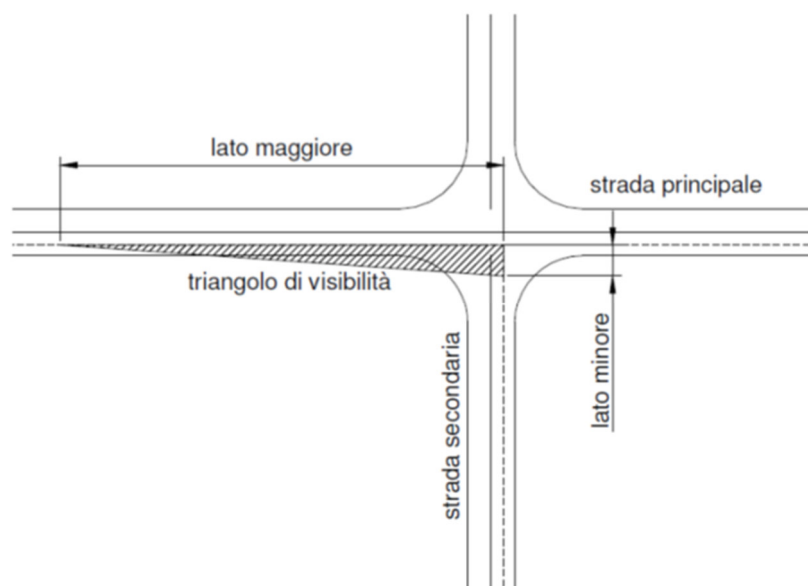 lato maggiore
strada principale
triangolo di visibilità
strada secondaria
lato minore